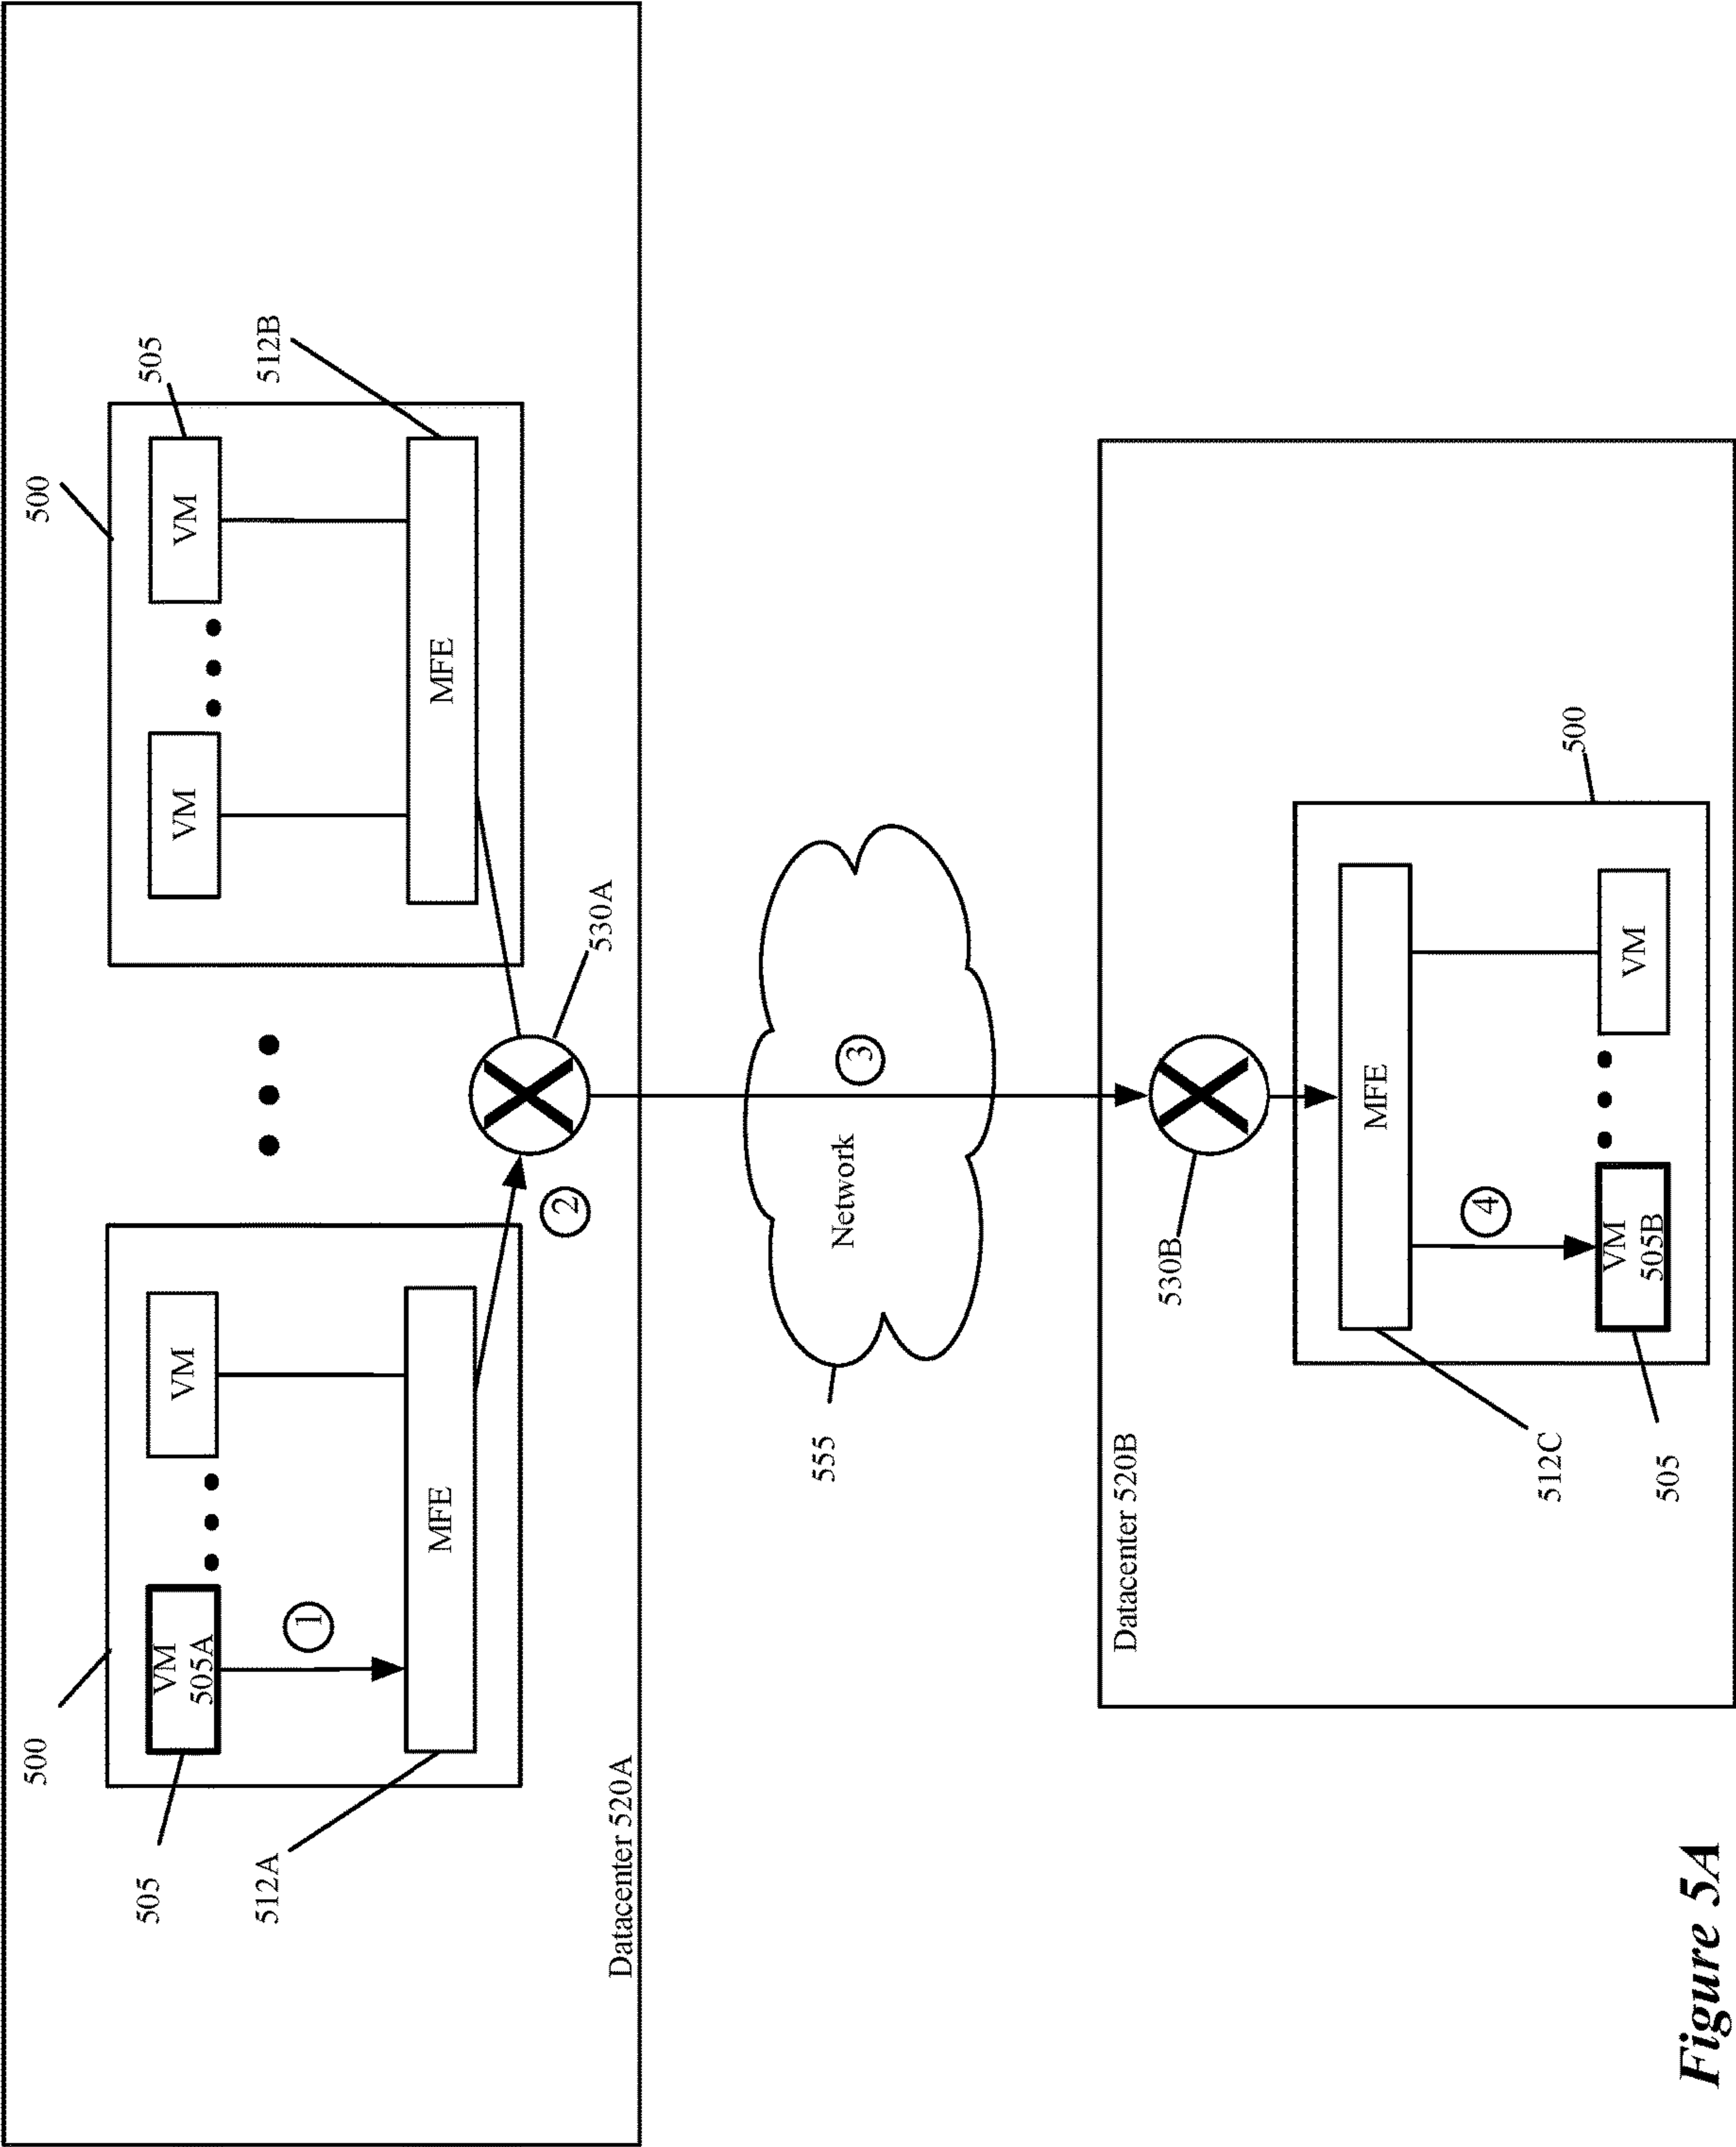 500
500
505
VM
505A
VM
VM
VM
505
1
512A
MFE
MFE
512B
2
530A
Datacenter 520A
555
Network
3
Datacenter 520B
530B
MFE
4
512C
500
505
VM
505B
VM
Figure 5A